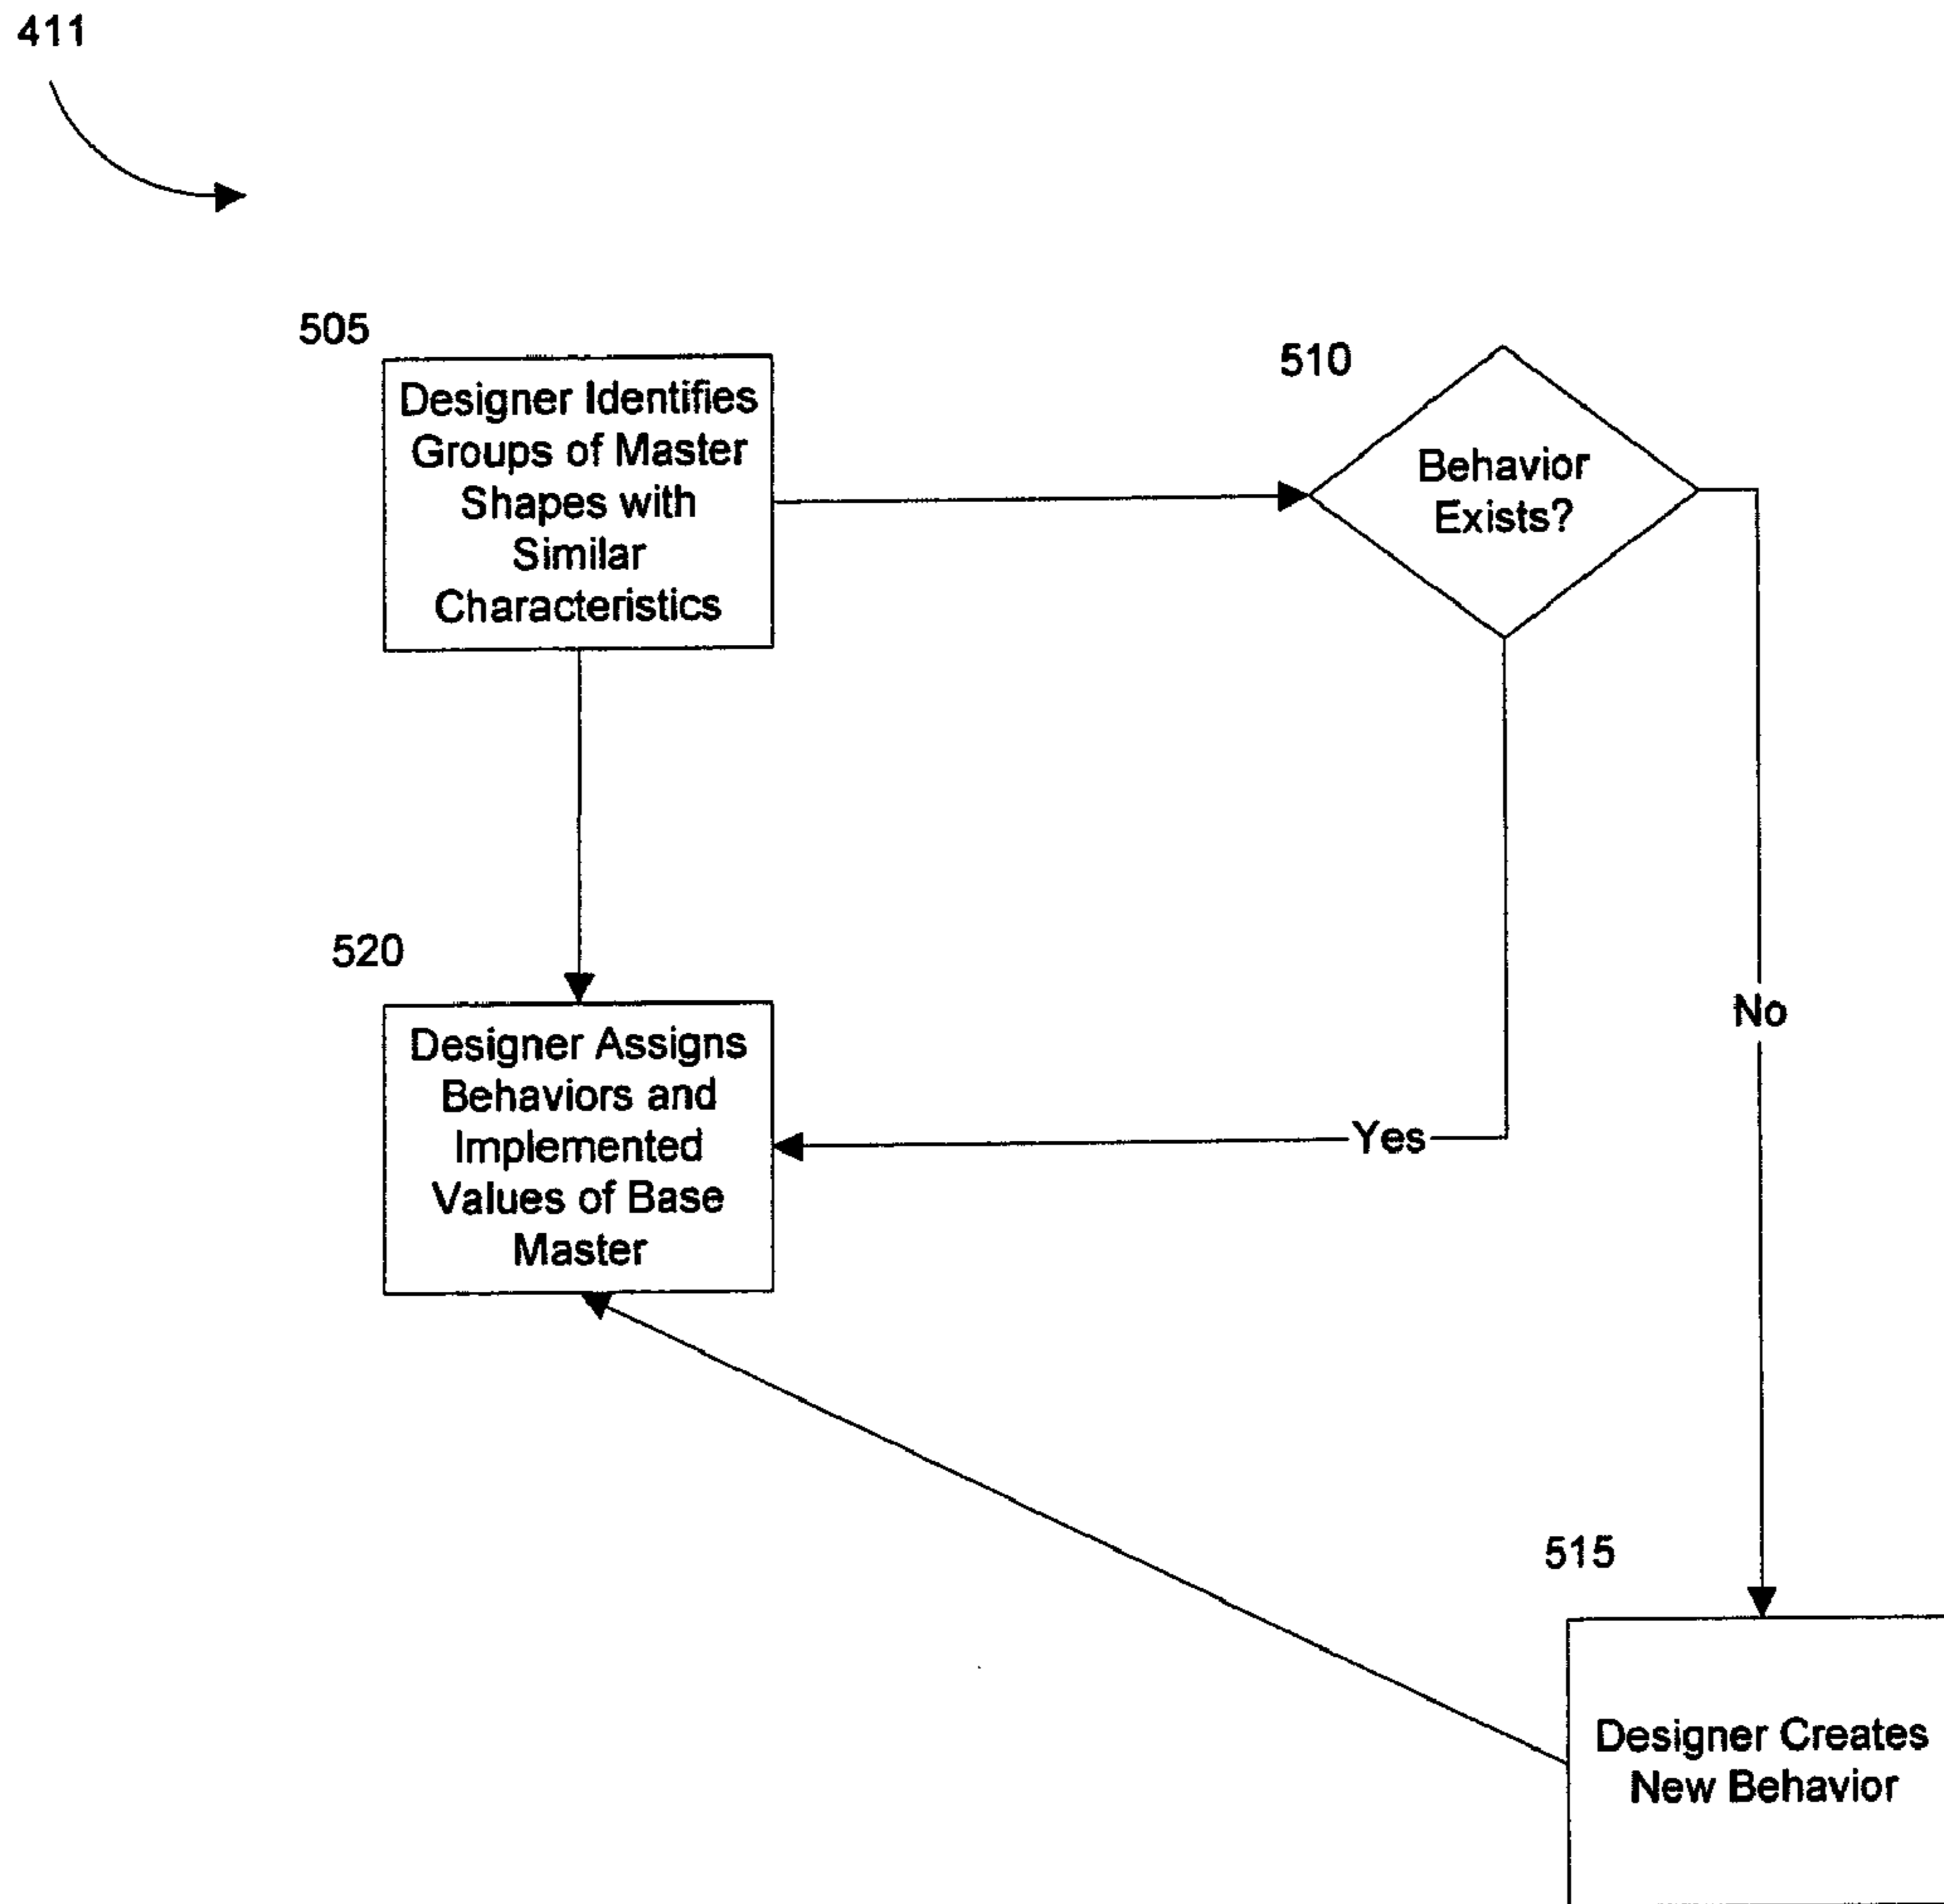 411
505
Designer Identifies
Groups of Master
Shapes with
Similar
Characteristics
510
Behavior
Exists?
520
Designer Assigns
Behaviors and
Implemented
Values of Base
Master
Yes
No
515
Designer Creates
New Behavior